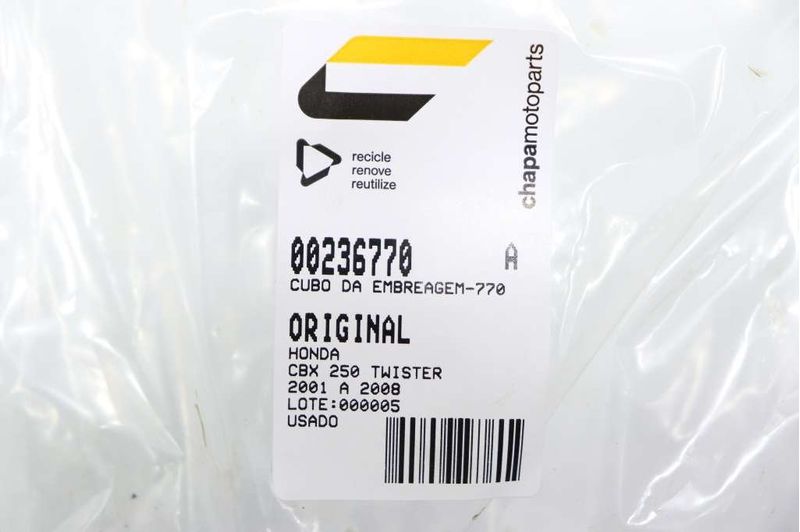 chapamotoparts
recicle
renove
reutilize
00236770 A
CUBO DA EMBREAGEM-770
ORIGINAL
HONDA
CBX 250 TWISTER
2001 A 2008
LOTE:000005
USADO